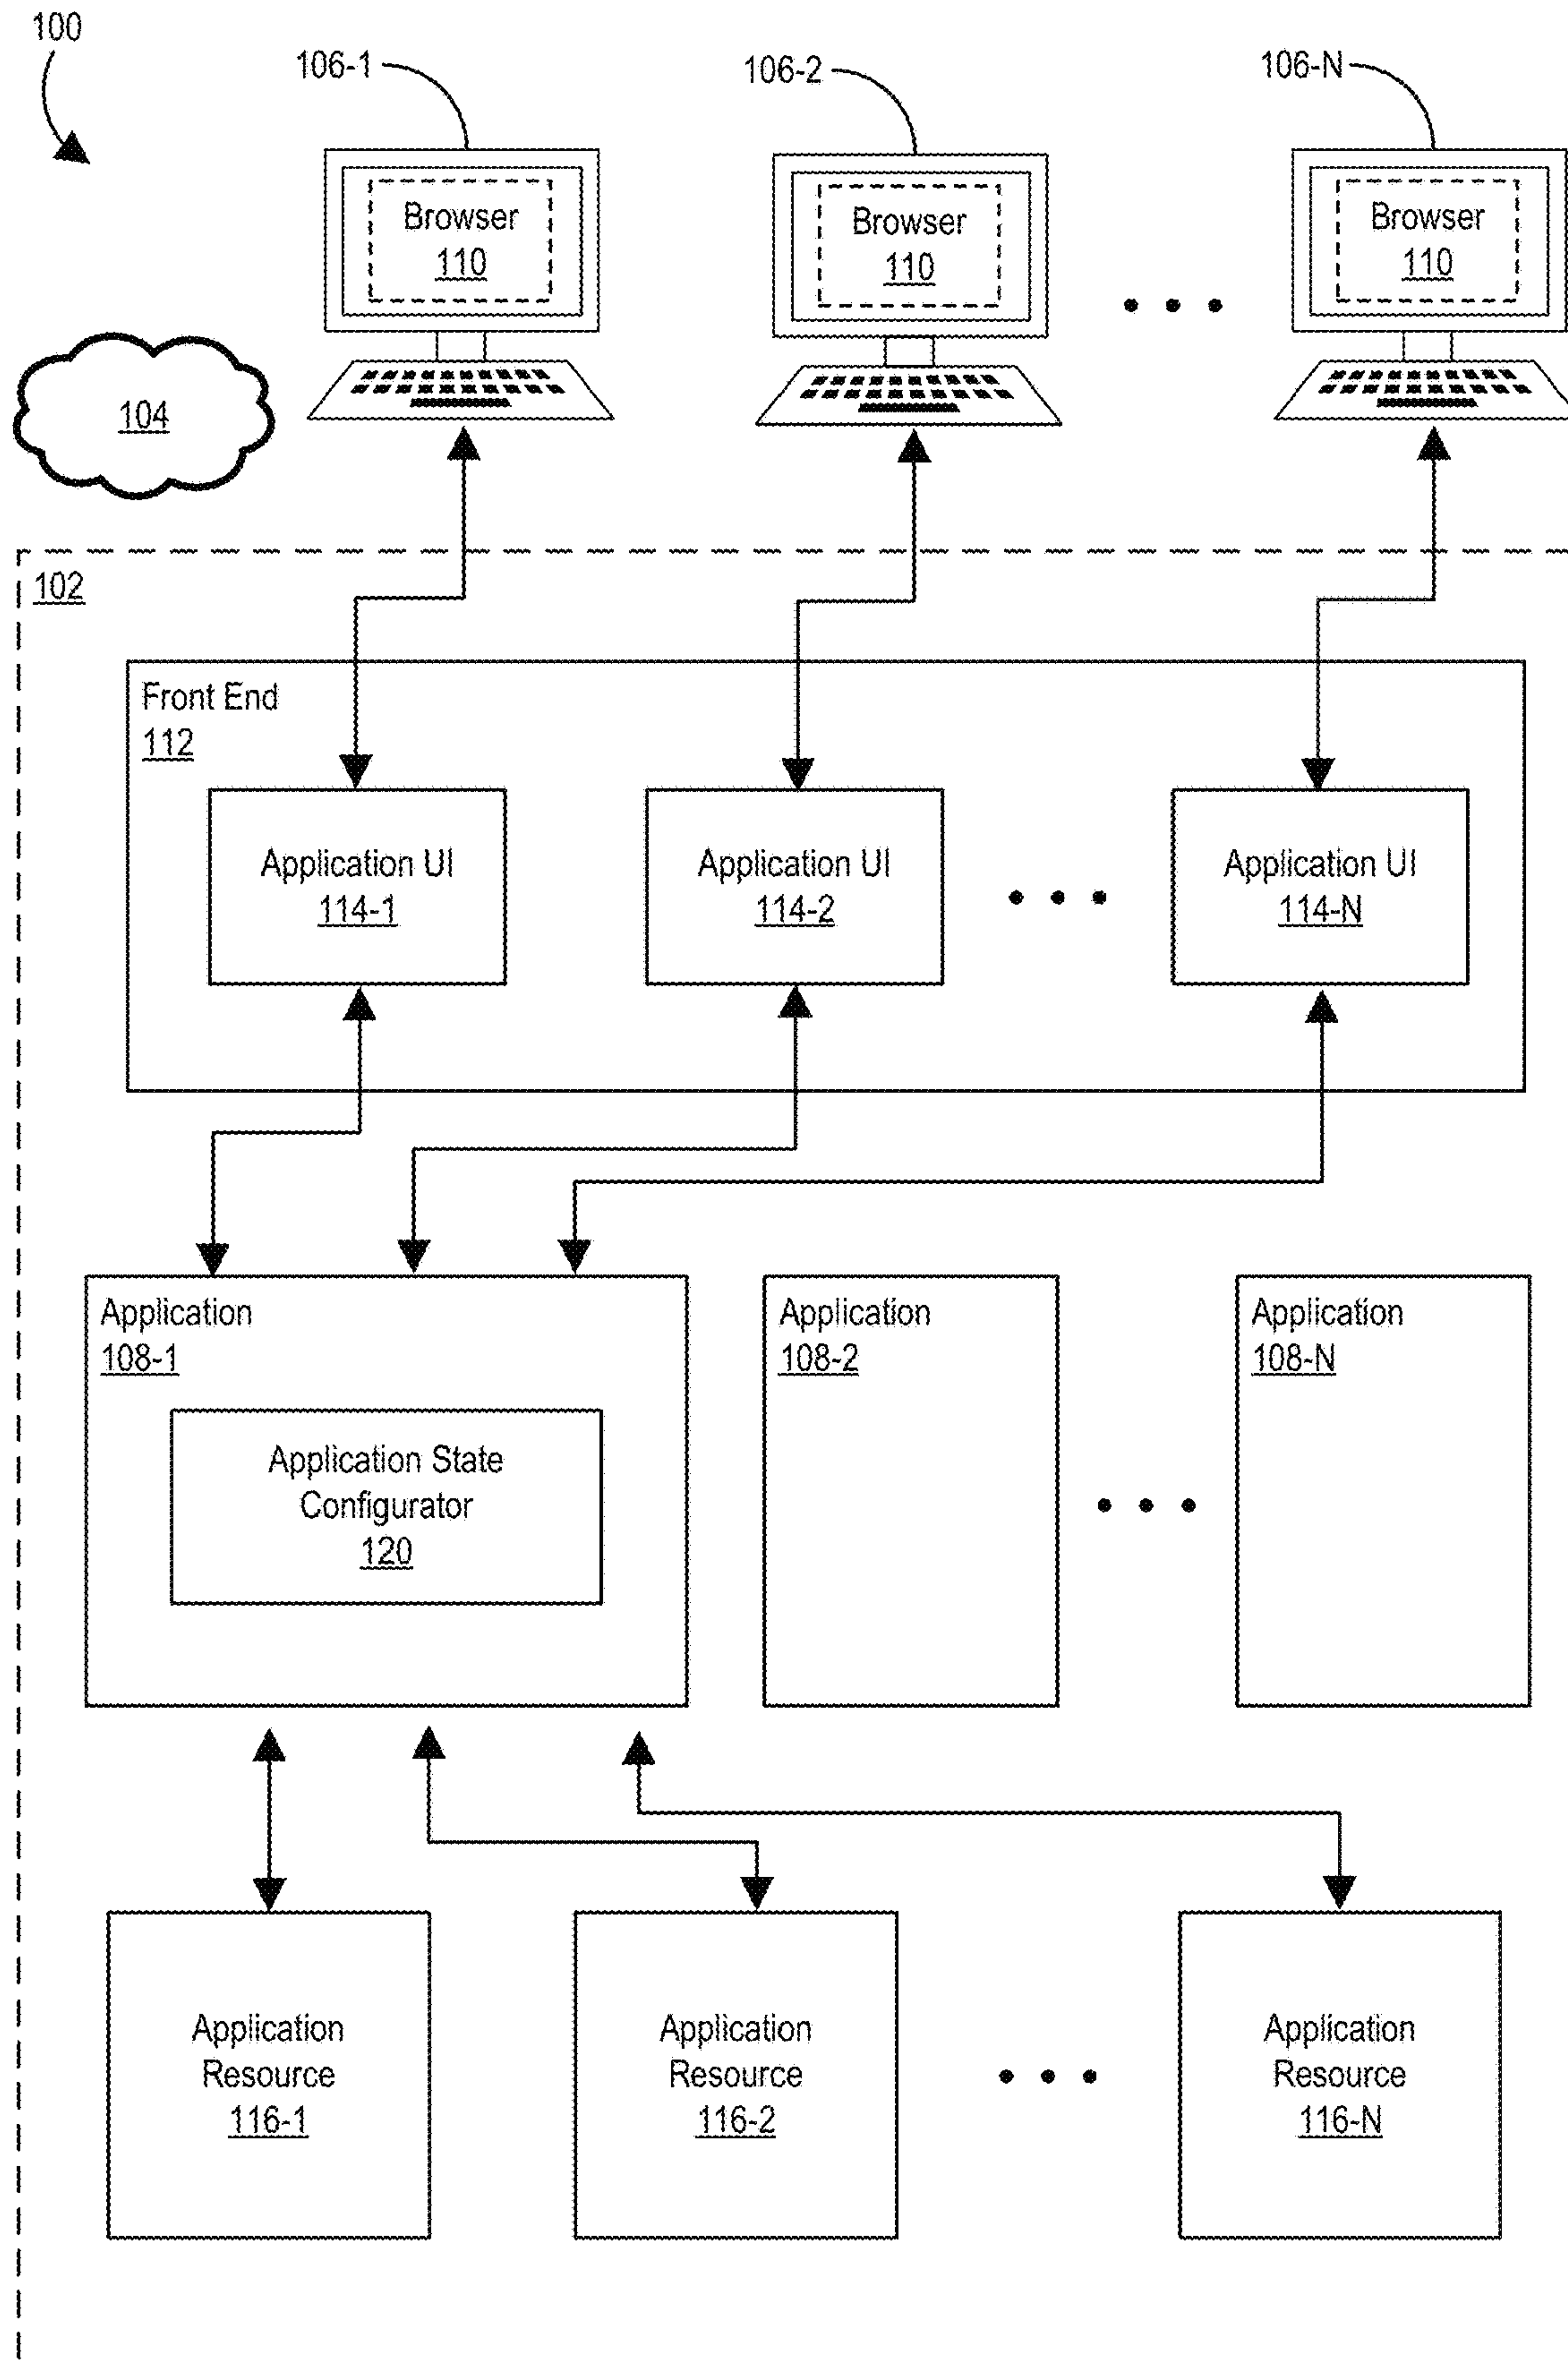 100
106-1
106-2
106-N
Browser
110
Browser
110
Browser
110
104
102
Front End
112
Application UI
114-1
Application UI
114-2
Application UI
114-N
Application
108-1
Application State
Configurator
120
Application
108-2
Application
108-N
Application
Resource
116-1
Application
Resource
116-2
Application
Resource
116-N